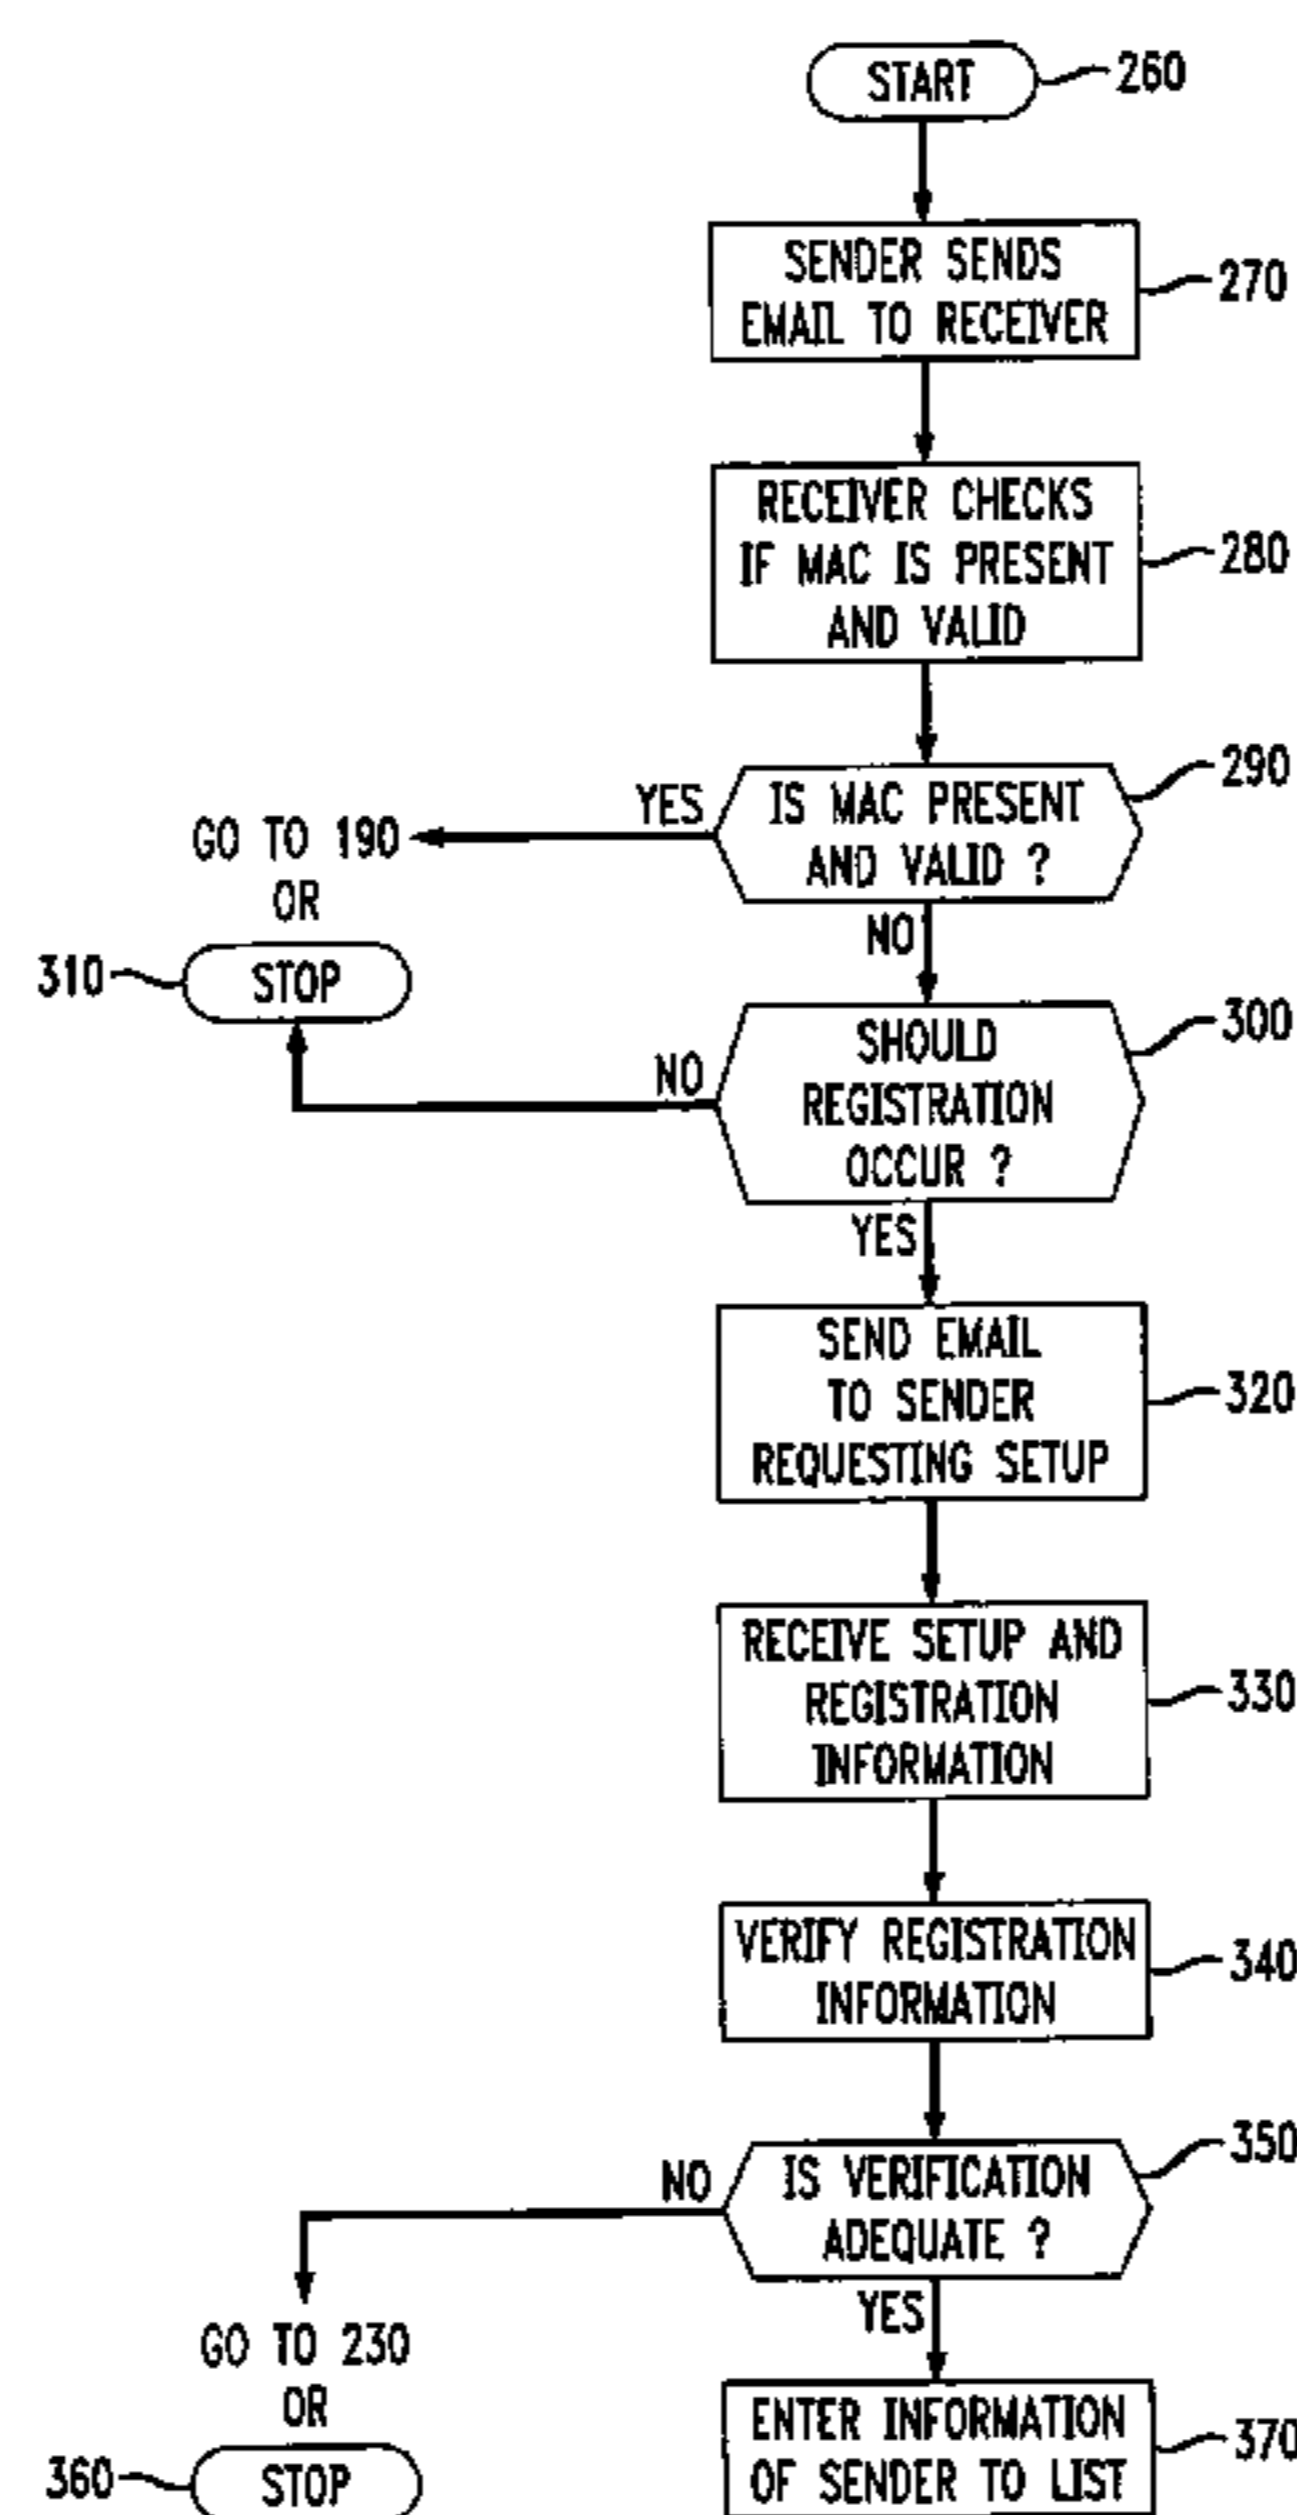 START
260
SENDER SENDS
EMAIL TO RECEIVER
270
RECEIVER CHECKS
IF MAC IS PRESENT
AND VALID
280
IS MAC PRESENT
AND VALID ?
290
YES
GO TO 190
OR
STOP
310
NO
SHOULD
REGISTRATION
OCCUR ?
300
NO
YES
SEND EMAIL
TO SENDER
REQUESTING SETUP
320
RECEIVE SETUP AND
REGISTRATION
INFORMATION
330
VERIFY REGISTRATION
INFORMATION
340
IS VERIFICATION
ADEQUATE ?
350
NO
GO TO 230
OR
STOP
360
YES
ENTER INFORMATION
OF SENDER TO LIST
370